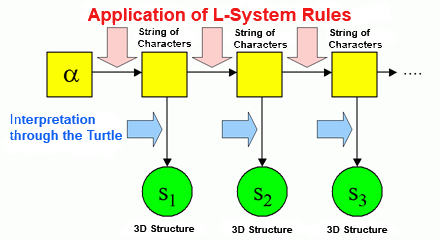 Application of L-System Rules
String of
Characters
String of
Characters
String of
Characters
α
....
Interpretation
through the Turtle
S1
S2
S3
3D Structure
3D Structure
3D Structure